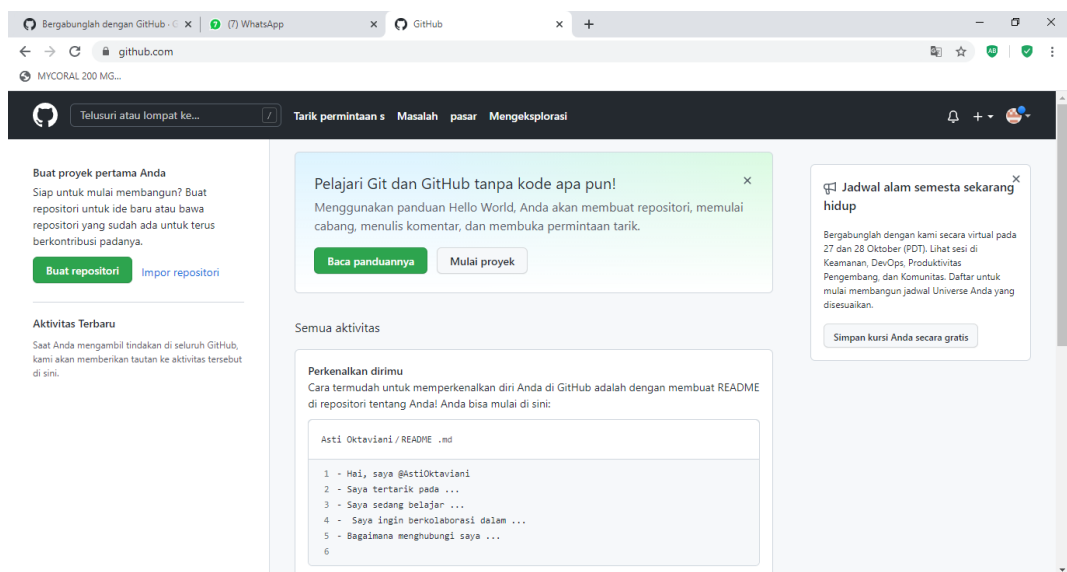 Bergabunglah dengan GitHub · G
(7) WhatsApp
GitHub
github.com
MYCORAL 200 MG...
Telusuri atau lompat ke...
/
Tarik permintaan s Masalah pasar Mengeksplorasi
Buat proyek pertama Anda
Siap untuk mulai membangun? Buat
repositori untuk ide baru atau bawa
repositori yang sudah ada untuk terus
berkontribusi padanya.
Buat repositori
Impor repositori
Aktivitas Terbaru
Saat Anda mengambil tindakan di seluruh GitHub,
kami akan memberikan tautan ke aktivitas tersebut
di sini.
Pelajari Git dan GitHub tanpa kode apa pun!
Menggunakan panduan Hello World, Anda akan membuat repositori, memulai
cabang, menulis komentar, dan membuka permintaan tarik.
Baca panduannya
Mulai proyek
Semua aktivitas
Perkenalkan dirimu
Cara termudah untuk memperkenalkan diri Anda di GitHub adalah dengan membuat README
di repositori tentang Anda! Anda bisa mulai di sini:
Asti Oktaviani / README .md
1 - Hai, saya @AstiOktaviani
2 - Saya tertarik pada ...
3 - Saya sedang belajar ...
4 - Saya ingin berkolaborasi dalam ...
5 - Bagaimana menghubungi saya ...
6
Jadwal alam semesta sekarang
hidup
Bergabunglah dengan kami secara virtual pada
27 dan 28 Oktober (PDT). Lihat sesi di
Keamanan, DevOps, Produktivitas
Pengembang, dan Komunitas. Daftar untuk
mulai membangun jadwal Universe Anda yang
disesuaikan.
Simpan kursi Anda secara gratis